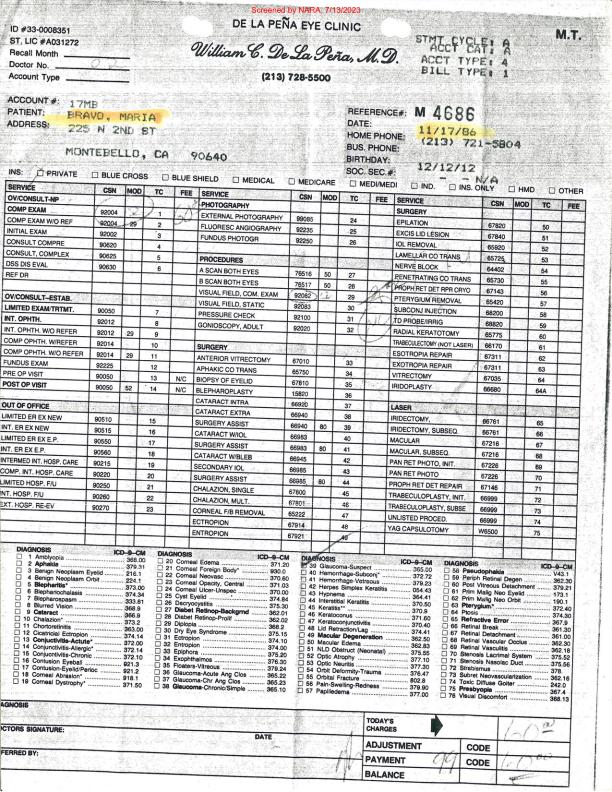 Screened by NARA, 7/13/2023
DE LA PEÑA EYE CLINIC
ID #33-0008351
ST. LIC #A031272
Recall Month
Doctor No.
Account Type
William C. De La Peña, M.D.
(213) 728-5500
M.T.
STMT CYCLE: A
ACCT CAT: A
ACCT TYPE: 4
BILL TYPE: 1
ACCOUNT #: 17MB
PATIENT: BRAVO, MARIA
ADDRESS: 225 N 2ND ST
MONTEBELLO, CA 90640
REFERENCE#: M 4686
DATE: 11/17/86
HOME PHONE: (213) 721-5804
BUS. PHONE:
BIRTHDAY: 12/12/12
SOC. SEC.#: - - N/A
INS: PRIVATE BLUE CROSS BLUE SHIELD MEDICAL MEDICARE MEDI/MEDI IND. INS. ONLY HMD OTHER
SERVICE CSN MOD TC FEE
OV/CONSULT-NP
COMP EXAM 92004 1
COMP EXAM W/O REF 92004 29 2
INITIAL EXAM 92002 3
CONSULT COMPRE 90620 4
CONSULT, COMPLEX 90625 5
DSS DIS EVAL 90630 6
REF DR
OV/CONSULT-ESTAB.
LIMITED EXAM/TRTMT. 90050 7
INT. OPHTH. 92012 8
INT. OPHTH. W/O REFER 92012 29 9
COMP OPHTH. W/REFER 92014 10
COMP OPHTH. W/O REFER 92014 29 11
FUNDUS EXAM 92225 12
PRE OP VISIT 90050 13 N/C
POST OP VISIT 90050 52 14 N/C
OUT OF OFFICE
LIMITED ER EX NEW 90510 15
INT. ER EX NEW 90515 16
LIMITED ER EX E.P. 90550 17
INT. ER EX E.P. 90560 18
INTERMED INT HOSP. CARE 90215 19
COMP. INT. HOSP. CARE 90220 20
LIMITED HOSP. F/U 90250 21
INT. HOSP. F/U 90260 22
EXT. HOSP. RE-EV 90270 23
SERVICE CSN MOD TC FEE
PHOTOGRAPHY
EXTERNAL PHOTOGRAPHY 99085 24
FLUORESC ANGIOGRAPHY 92235 25
FUNDUS PHOTOGR 92250 26
PROCEDURES
A SCAN BOTH EYES 76516 50 27
B SCAN BOTH EYES 76517 50 28
VISUAL FIELD, COM. EXAM 92082 29
VISUAL FIELD, STATIC 92083 30
PRESSURE CHECK 92100 31
GONIOSCOPY, ADULT 92020 32
SURGERY
ANTERIOR VITRECTOMY 67010 33
APHAKIC CO TRANS 65750 34
BIOPSY OF EYELID 67810 35
BLEPHAROPLASTY 15820 36
CATARACT INTRA 66920 37
CATARACT EXTRA 66940 38
SURGERY ASSIST 66940 80 39
CATARACT W/IOL 66983 40
SURGERY ASSIST 66983 80 41
CATARACT W/BLEB 66945 42
SECONDARY IOL 66985 43
SURGERY ASSIST 66985 80 44
CHALAZION, SINGLE 67800 45
CHALAZION, MULT. 67801 46
CORNEAL F/B REMOVAL 65222 47
ECTROPION 67914 48
ENTROPION 67921 49
SERVICE CSN MOD TC FEE
SURGERY
EPILATION 67820 50
EXCIS LID LESION 67840 51
IOL REMOVAL 65920 52
LAMELLAR CO TRANS 65725 53
NERVE BLOCK 64402 54
PENETRATING CO TRANS 65730 55
PROPH RET DET RPR CRYO 67143 56
PTERYGIUM REMOVAL 65420 57
SUBCONJ INJECTION 68200 58
TD PROBE/IRRIG 68820 59
RADIAL KERATOTOMY 65775 60
TRABECULECTOMY (NOT LASER) 66170 61
ESOTROPIA REPAIR 67311 62
EXOTROPIA REPAIR 67311 63
VITRECTOMY 67035 64
IRIDOPLASTY 66680 64A
LASER
IRIDECTOMY, 66761 65
IRIDECTOMY, SUBSEQ. 66761 66
MACULAR 67216 67
MACULAR, SUBSEQ. 67216 68
PAN RET PHOTO, INIT. 67228 69
PAN RET PHOTO 67228 70
PROPH RET DET REPAIR 67146 71
TRABECULOPLASTY, INIT. 66999 72
TRABECULOPLASTY, SUBSE 66999 73
UNLISTED PROCED. 66999 74
YAG CAPSULOTOMY W6500 75
DIAGNOSIS ICD-9-CM
1 Amblyopia 368.00
2 Aphakia 379.31
3 Benign Neoplasm Eyelid 216.1
4 Benign Neoplasm Orbit 224.1
5 Blepharitis* 373.00
6 Blepharochalasis 374.34
7 Blepharospasm 333.81
8 Blurred Vision 368.9
9 Cataract 366.9
10 Chalazion* 373.2
11 Chorioretinitis 363.20
12 Cicatricial Entropion 374.14
13 Conjunctivitis-Actute* 372.00
14 Conjunctivitis-Allergic* 372.14
15 Conjunctivitis-Chronic 372.10
16 Contusion Eyeball 921.3
17 Contusion-Eyelid/Perioc 921.2
18 Corneal Abrasion* 918.1
19 Corneal Dystrophy* 371.50
DIAGNOSIS ICD-9-CM
20 Corneal Edema 371.20
21 Corneal Foreign Body* 930.0
22 Corneal Neovasc 370.60
23 Corneal Opacity, Central 371.03
24 Corneal Ulcer-Unspec 370.00
25 Cyst Eyelid 374.84
26 Dacryocystitis 375.30
27 Diabet Retinop-Backgrnd 362.01
28 Diabet Retinop-Prolif 362.02
29 Diplopia 368.2
30 Dry Eye Syndrome 375.15
31 Ectropion 374.10
32 Entropion 374.00
33 Epiphora 375.20
34 Exophthalmos 376.30
35 Floaters-Vitreous 379.24
36 Glaucoma-Acute Ang Clos 365.22
37 Glaucoma-Chr Ang Clos 365.23
38 Glaucoma-Chronic/Simple 365.10
DIAGNOSIS ICD-9-CM
39 Glaucoma-Suspect 365.00
40 Hemorrhage-Subconj* 372.72
41 Hemorrhage-Vitreous 379.23
42 Herpes Simplex Keratitis 054.43
43 Hyphema 364.41
44 Interstitial Keratitis 370.50
45 Keratitis** 370.9
46 Keratoconus 371.60
47 Keratoconjunctivitis 370.40
48 Lid Retraction/Lag 374.41
49 Macular Degeneration 362.50
50 Macular Edema 362.83
51 NLD Obstruct (Neonatal) 375.55
52 Optic Atrophy 377.10
53 Optic Neuritis 377.30
54 Orbit Deformity-Trauma 376.47
55 Orbital Fracture 802.8
56 Pain-Swelling-Redness 379.90
57 Papilledema 377.00
58 Pseudophakia V43.1
59 Periph Retinal Degen 362.30
60 Post Vitreous Detachment 379.21
61 Prim Malig Neo Eyelid 173.1
62 Prim Malig Neo Orbit 190.1
63 Pterygium* 372.40
64 Ptosis 374.30
65 Refractive Error 367.9
66 Retinal Break 361.30
67 Retinal Detachment 361.00
68 Retinal Vascular Occlus 362.30
69 Retinal Vasculitis 362.18
70 Stenosis Lacrimal System 375.52
71 Stenosis Nasolac Duct 375.56
72 Strabismus 378.
73 Subret Neovascularization 362.16
74 Toxic Diffuse Goiter 242.0
75 Presbyopia 367.4
76 Visual Discomfort 368.13
AGNOSIS
CTORS SIGNATURE: DATE
FERRED BY:
TODAY'S CHARGES
ADJUSTMENT CODE
PAYMENT 99 CODE
BALANCE